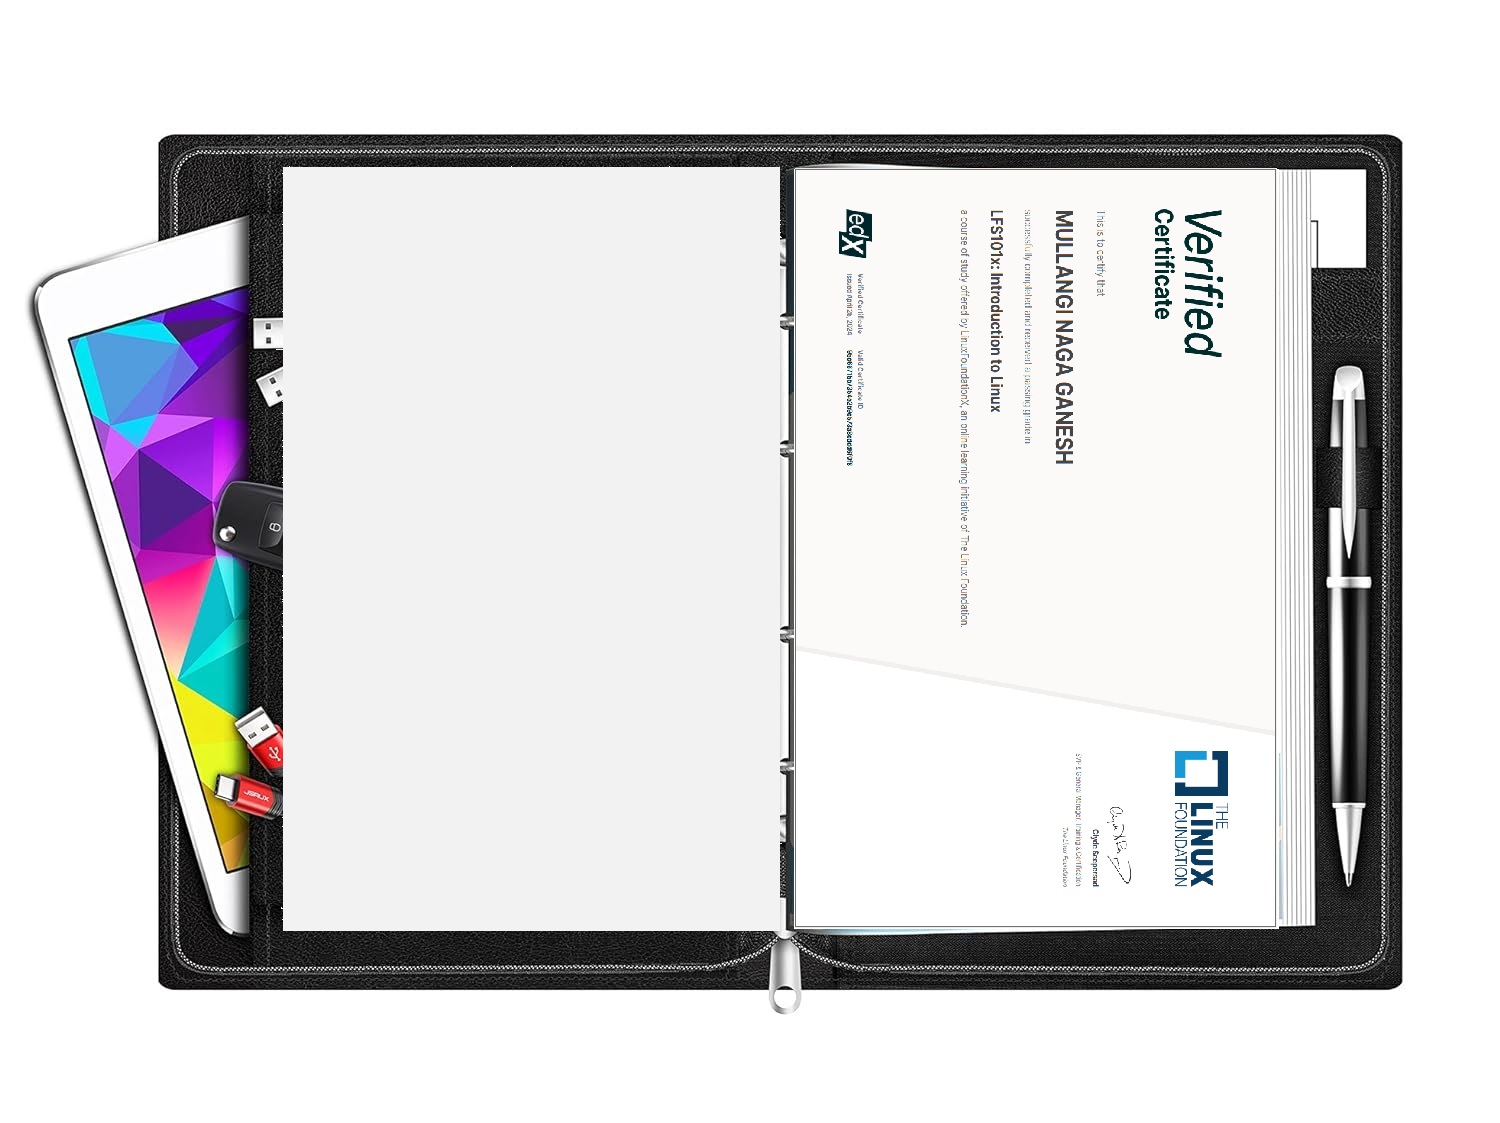 Verified
Certificate
This is to certify that
MULLANGI NAGA GANESH
successfully completed and received a passing grade in
LFS101x: Introduction to Linux
a course of study offered by LinuxFoundationX, an online learning initiative of The Linux Foundation.
THE
LINUX
FOUNDATION
Clyde Seepersad
SVP & General Manager, Training & Certification
The Linux Foundation
edX
Verified Certificate
Issued April 26, 2024
Valid Certificate ID
JSAUX